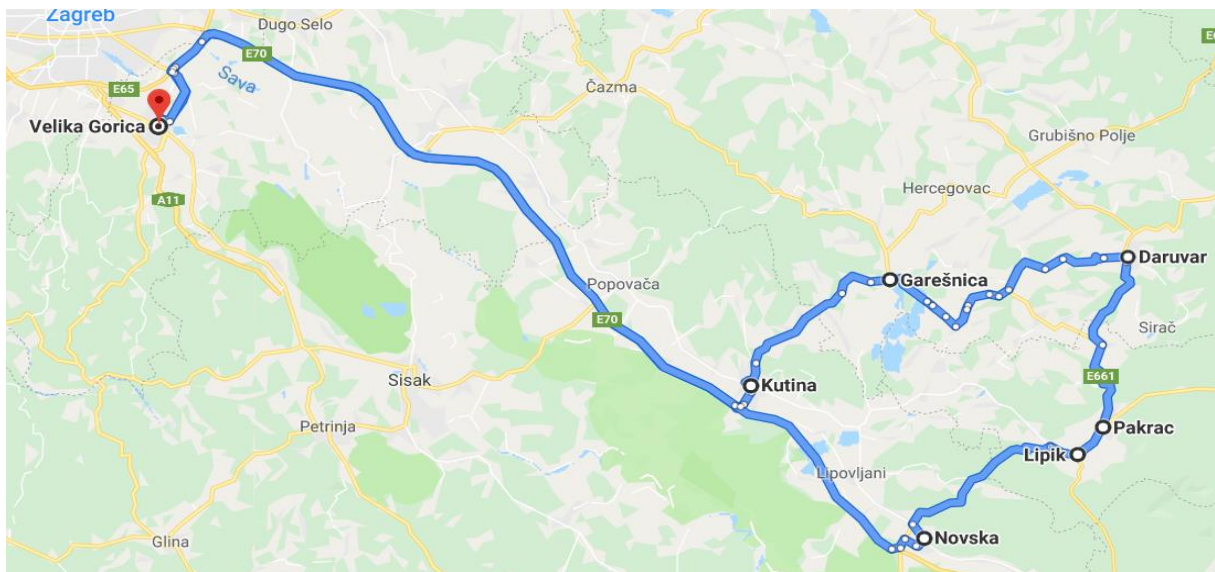 Zagreb
Dugo Selo
E70
Sava
E65
Čazma
Velika Gorica
Grubišno Polje
A11
Hercegovac
Daruvar
Garešnica
Popovača
E70
Sirač
E661
Sisak
Kutina
Petrinja
Pakrac
Lipik
Lipovljani
Novska
Glina